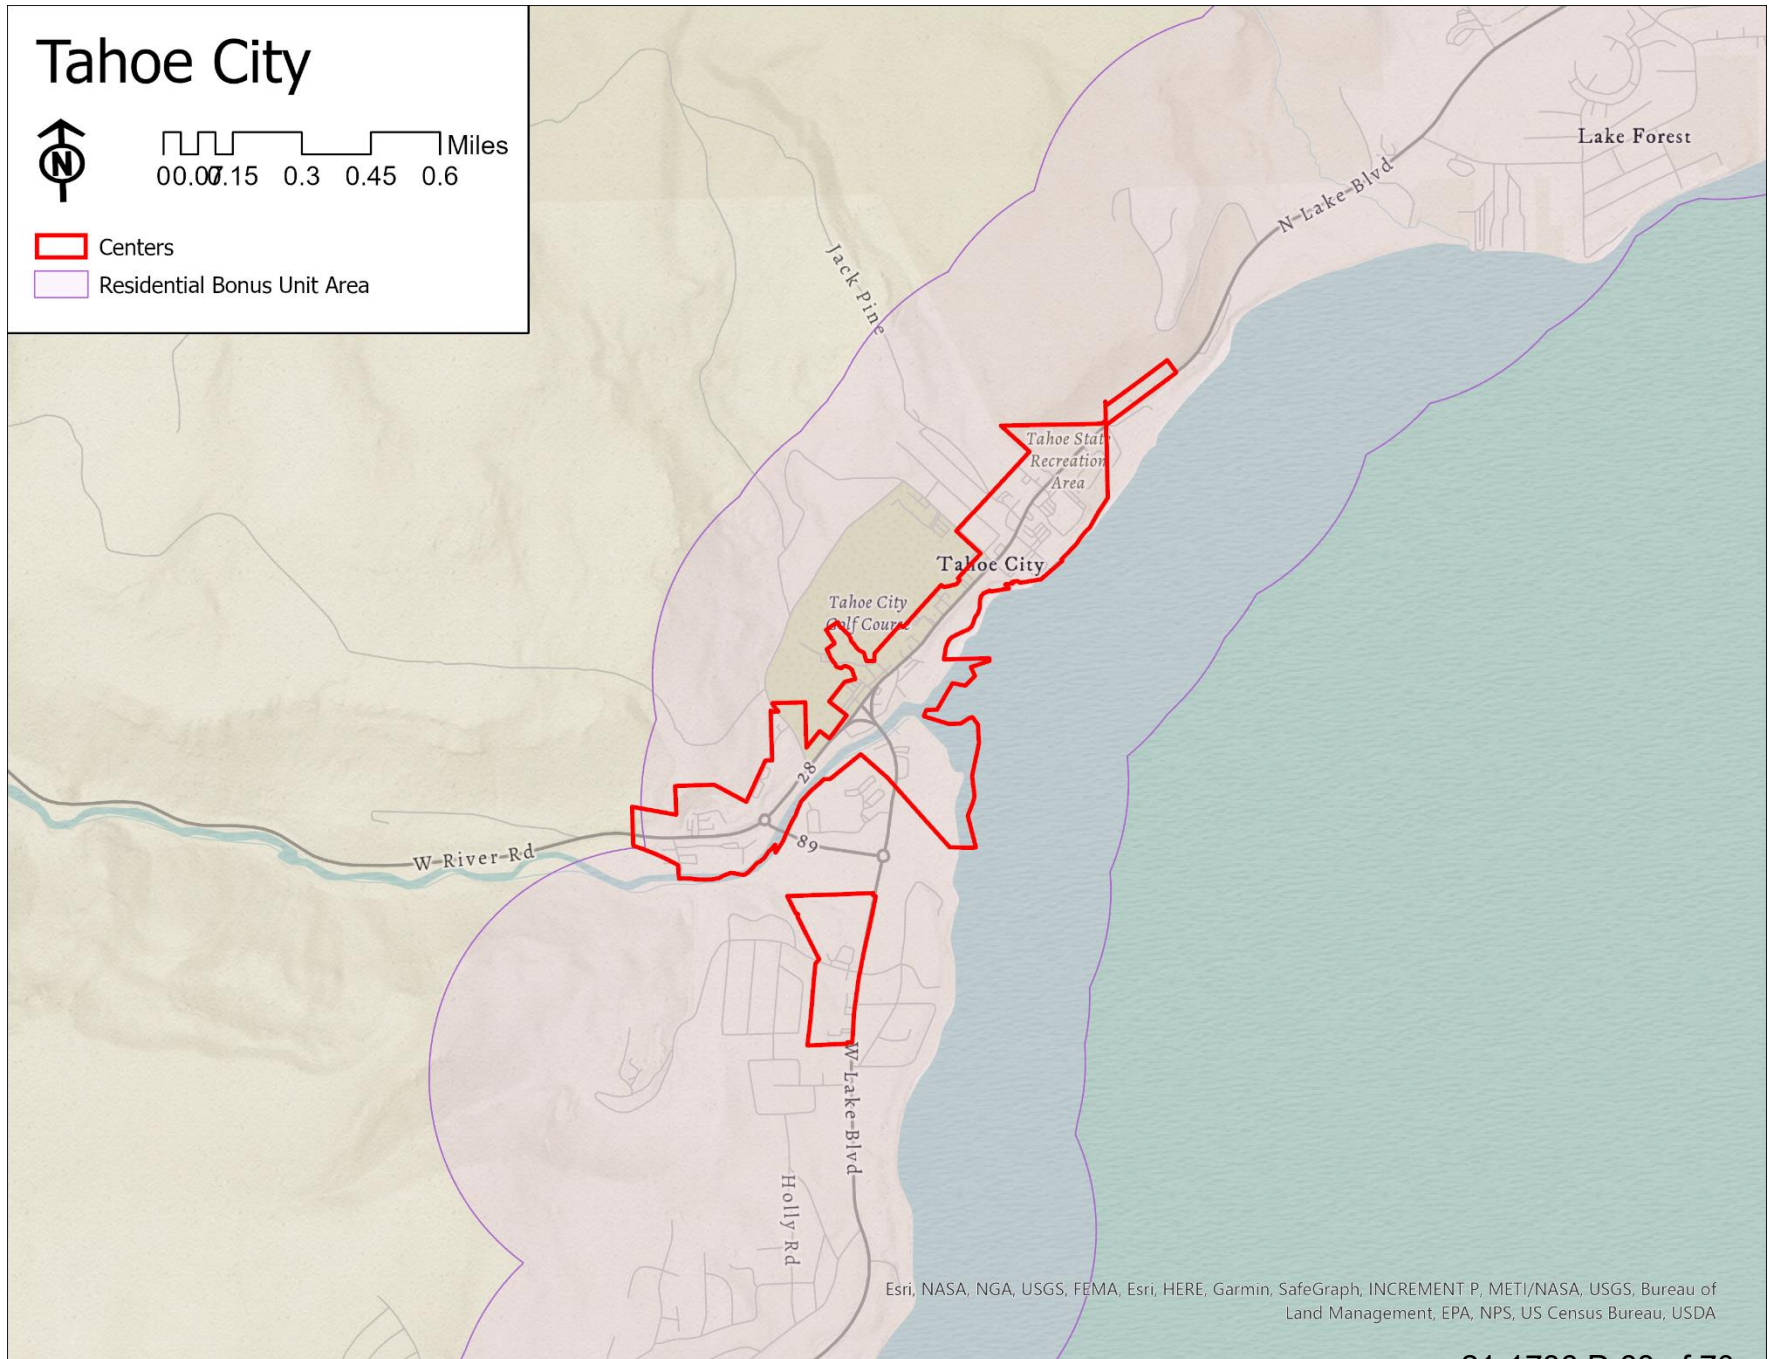 Tahoe City
N
Miles
0 0.07 0.15 0.3 0.45 0.6
Centers
Residential Bonus Unit Area
Lake Forest
N Lake Blvd
Jack Pine
Tahoe State
Recreation
Area
Tahoe City
Tahoe City
Golf Course
28
89
W River Rd
W Lake Blvd
Holly Rd
Esri, NASA, NGA, USGS, FEMA, Esri, HERE, Garmin, SafeGraph, INCREMENT P, METI/NASA, USGS, Bureau of
Land Management, EPA, NPS, US Census Bureau, USDA